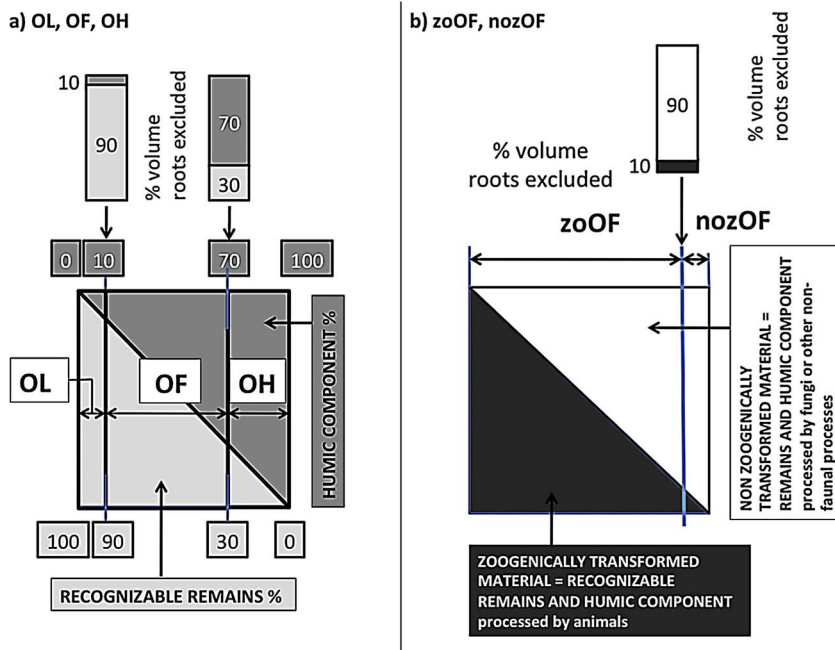 a) OL, OF, OH
10
90
% volume
roots excluded
70
30
0
10
70
100
OL
OF
OH
HUMIC COMPONENT %
100
90
30
0
RECOGNIZABLE REMAINS %
b) zoOF, nozOF
90
10
% volume
roots excluded
% volume
roots excluded
zoOF
nozOF
NON ZOOGENICALLY
TRANSFORMED MATERIAL =
REMAINS AND HUMIC COMPONENT
processed by fungi or other non-
faunal processes
ZOOGENICALLY TRANSFORMED
MATERIAL = RECOGNIZABLE
REMAINS AND HUMIC COMPONENT
processed by animals